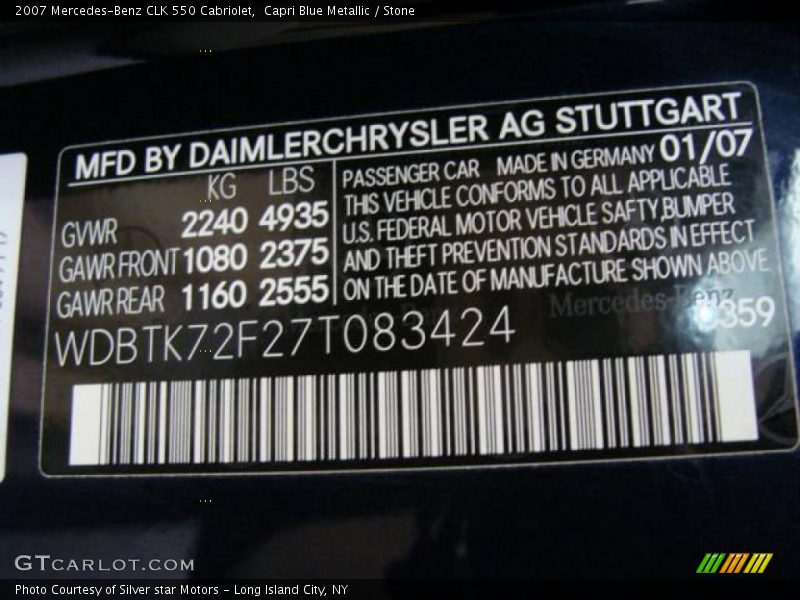 2007 Mercedes-Benz CLK 550 Cabriolet, Capri Blue Metallic / Stone
MFD BY DAIMLERCHRYSLER AG STUTTGART
KG LBS
GVWR 2240 4935
GAWR FRONT 1080 2375
GAWR REAR 1160 2555
PASSENGER CAR MADE IN GERMANY 01/07
THIS VEHICLE CONFORMS TO ALL APPLICABLE
U.S. FEDERAL MOTOR VEHICLE SAFTY,BUMPER
AND THEFT PREVENTION STANDARDS IN EFFECT
ON THE DATE OF MANUFACTURE SHOWN ABOVE
Mercedes-Benz
WDBTK72F27T083424
GTCARLOT.COM
Photo Courtesy of Silver star Motors - Long Island City, NY